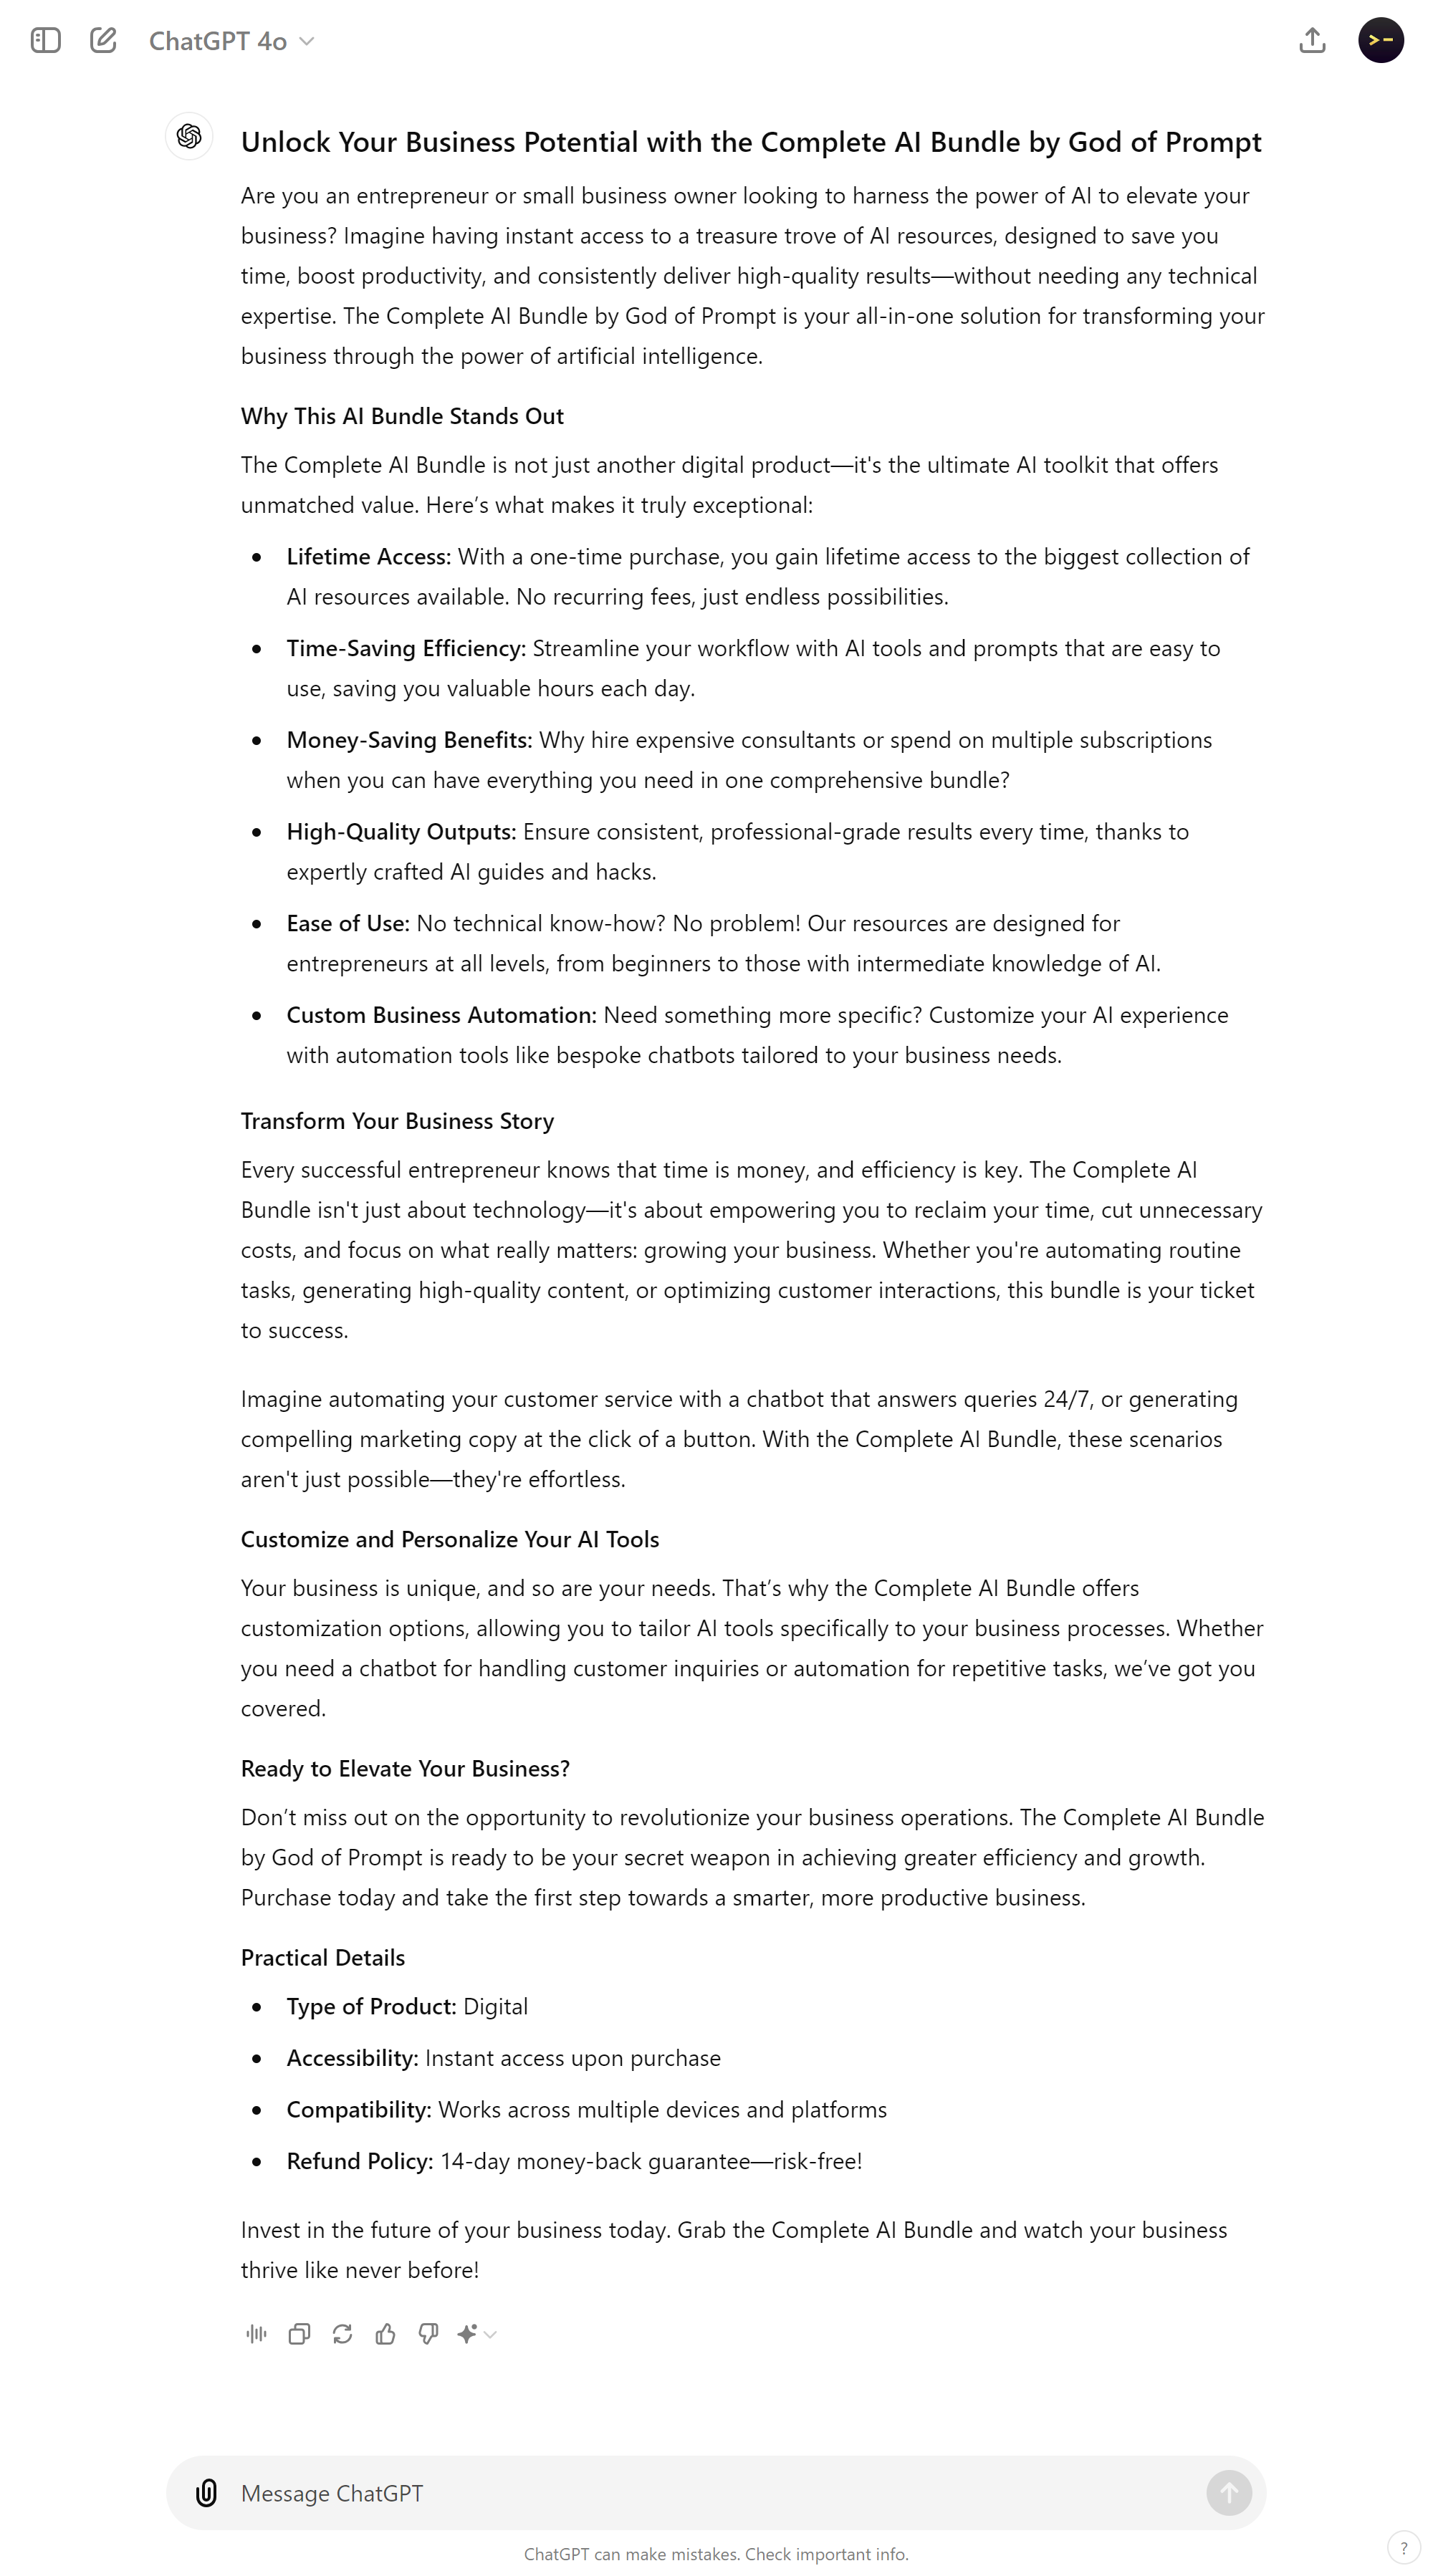 ChatGPT 4o
Unlock Your Business Potential with the Complete AI Bundle by God of Prompt
Are you an entrepreneur or small business owner looking to harness the power of AI to elevate your
business? Imagine having instant access to a treasure trove of AI resources, designed to save you
time, boost productivity, and consistently deliver high-quality results—without needing any technical
expertise. The Complete AI Bundle by God of Prompt is your all-in-one solution for transforming your
business through the power of artificial intelligence.
Why This AI Bundle Stands Out
The Complete AI Bundle is not just another digital product—it's the ultimate AI toolkit that offers
unmatched value. Here’s what makes it truly exceptional:
• Lifetime Access: With a one-time purchase, you gain lifetime access to the biggest collection of
AI resources available. No recurring fees, just endless possibilities.
• Time-Saving Efficiency: Streamline your workflow with AI tools and prompts that are easy to
use, saving you valuable hours each day.
• Money-Saving Benefits: Why hire expensive consultants or spend on multiple subscriptions
when you can have everything you need in one comprehensive bundle?
• High-Quality Outputs: Ensure consistent, professional-grade results every time, thanks to
expertly crafted AI guides and hacks.
• Ease of Use: No technical know-how? No problem! Our resources are designed for
entrepreneurs at all levels, from beginners to those with intermediate knowledge of AI.
• Custom Business Automation: Need something more specific? Customize your AI experience
with automation tools like bespoke chatbots tailored to your business needs.
Transform Your Business Story
Every successful entrepreneur knows that time is money, and efficiency is key. The Complete AI
Bundle isn't just about technology—it's about empowering you to reclaim your time, cut unnecessary
costs, and focus on what really matters: growing your business. Whether you're automating routine
tasks, generating high-quality content, or optimizing customer interactions, this bundle is your ticket
to success.
Imagine automating your customer service with a chatbot that answers queries 24/7, or generating
compelling marketing copy at the click of a button. With the Complete AI Bundle, these scenarios
aren't just possible—they're effortless.
Customize and Personalize Your AI Tools
Your business is unique, and so are your needs. That’s why the Complete AI Bundle offers
customization options, allowing you to tailor AI tools specifically to your business processes. Whether
you need a chatbot for handling customer inquiries or automation for repetitive tasks, we’ve got you
covered.
Ready to Elevate Your Business?
Don’t miss out on the opportunity to revolutionize your business operations. The Complete AI Bundle
by God of Prompt is ready to be your secret weapon in achieving greater efficiency and growth.
Purchase today and take the first step towards a smarter, more productive business.
Practical Details
• Type of Product: Digital
• Accessibility: Instant access upon purchase
• Compatibility: Works across multiple devices and platforms
• Refund Policy: 14-day money-back guarantee—risk-free!
Invest in the future of your business today. Grab the Complete AI Bundle and watch your business
thrive like never before!
Message ChatGPT
ChatGPT can make mistakes. Check important info.
?